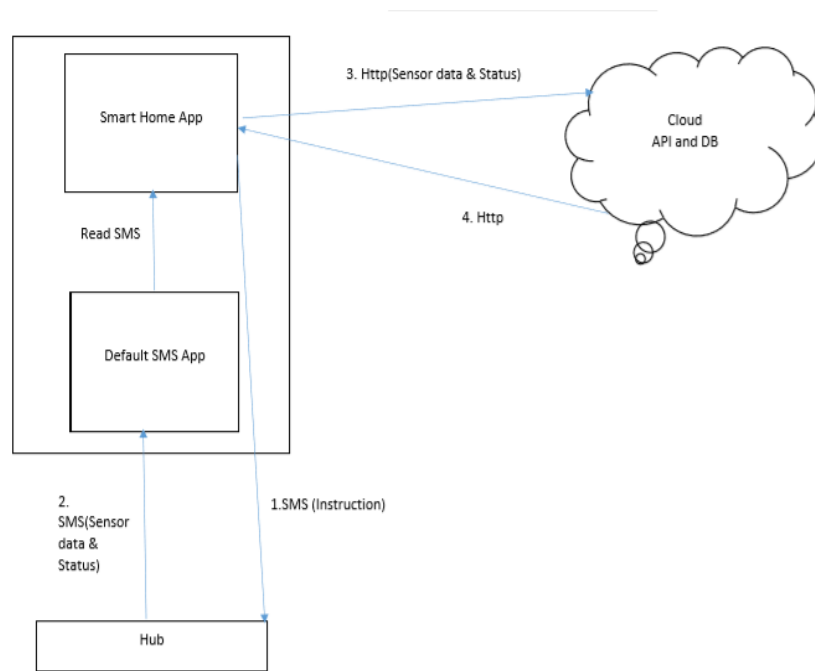 Smart Home App
3. Http(Sensor data & Status)
Cloud
API and DB
4. Http
Read SMS
Default SMS App
2.
SMS(Sensor
data &
Status)
1.SMS (Instruction)
Hub